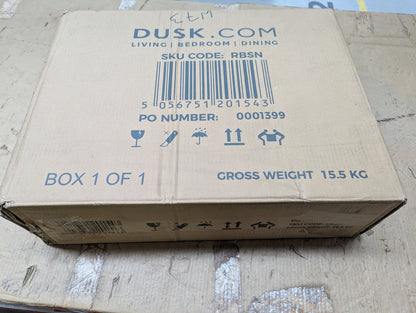 DUSK.COM
LIVING | BEDROOM | DINING
SKU CODE: RBSN
5 056751 201543
PO NUMBER: 0001399
BOX 1 OF 1
GROSS WEIGHT 15.5 KG